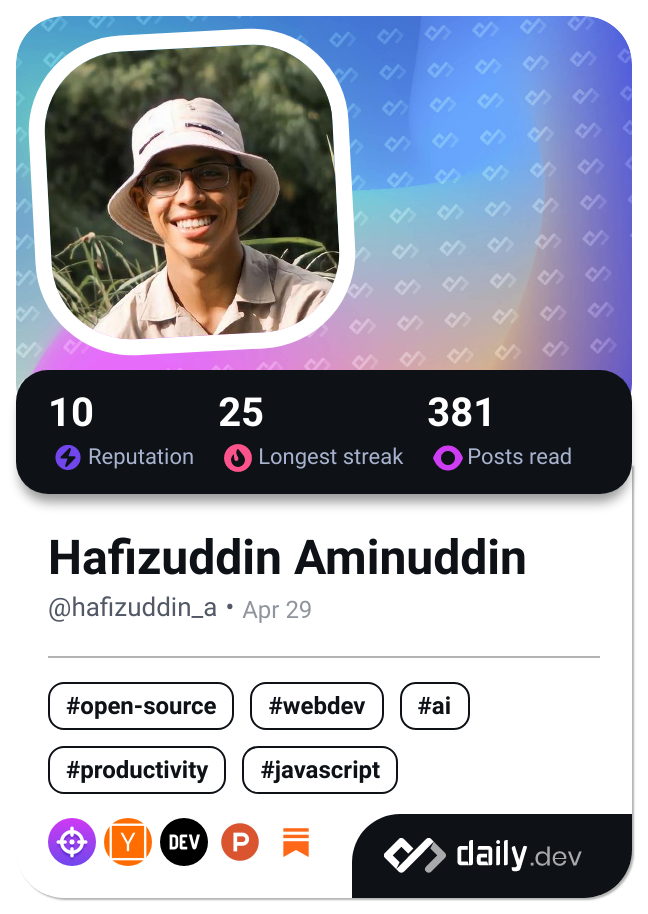 10 25 381
Reputation Longest streak Posts read
Hafizuddin Aminuddin
@hafizuddin_a • Apr 29
#open-source #webdev #ai
#productivity #javascript
Y DEV P
daily.dev